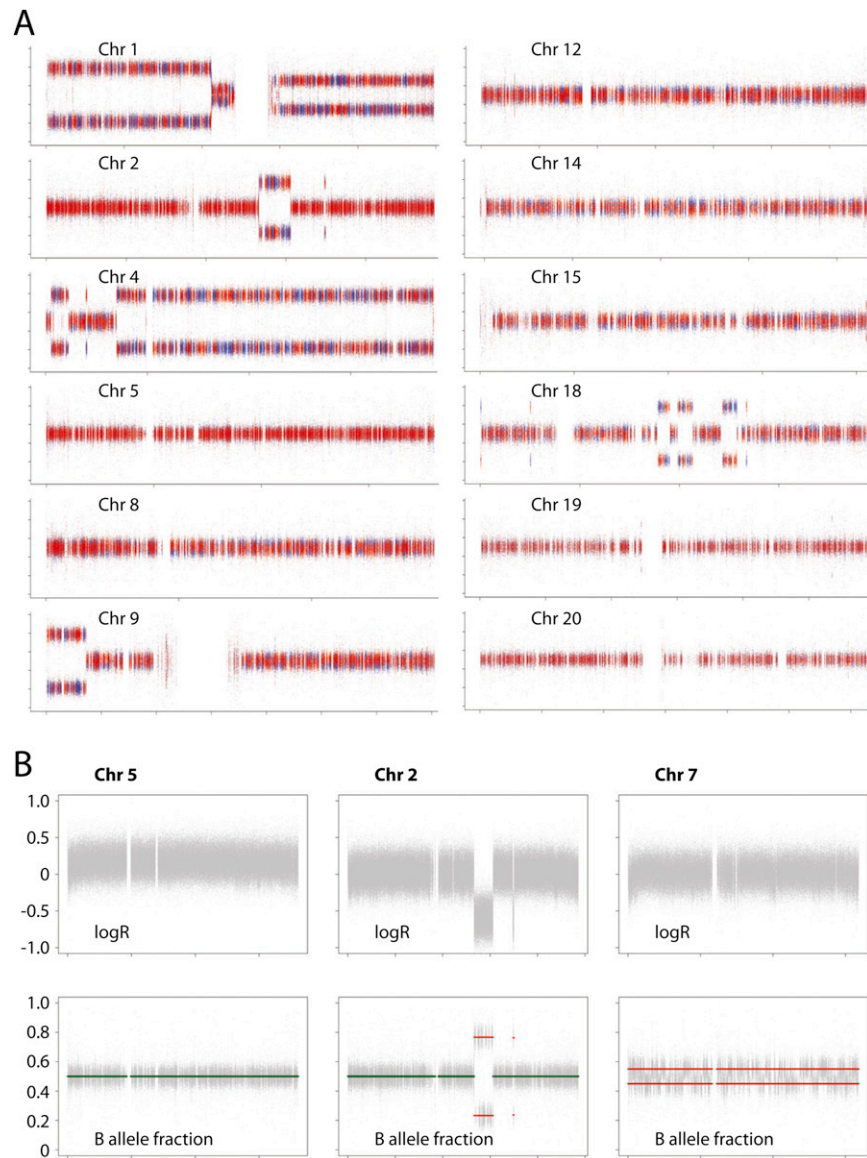 A
Chr 1
Chr 12
Chr 2
Chr 14
Chr 4
Chr 15
Chr 5
Chr 18
Chr 8
Chr 19
Chr 9
Chr 20
B
Chr 5
Chr 2
Chr 7
1.0
0.5
0
-0.5
-1.0
logR
logR
logR
1.0
0.8
0.6
0.4
0.2
0
B allele fraction
B allele fraction
B allele fraction